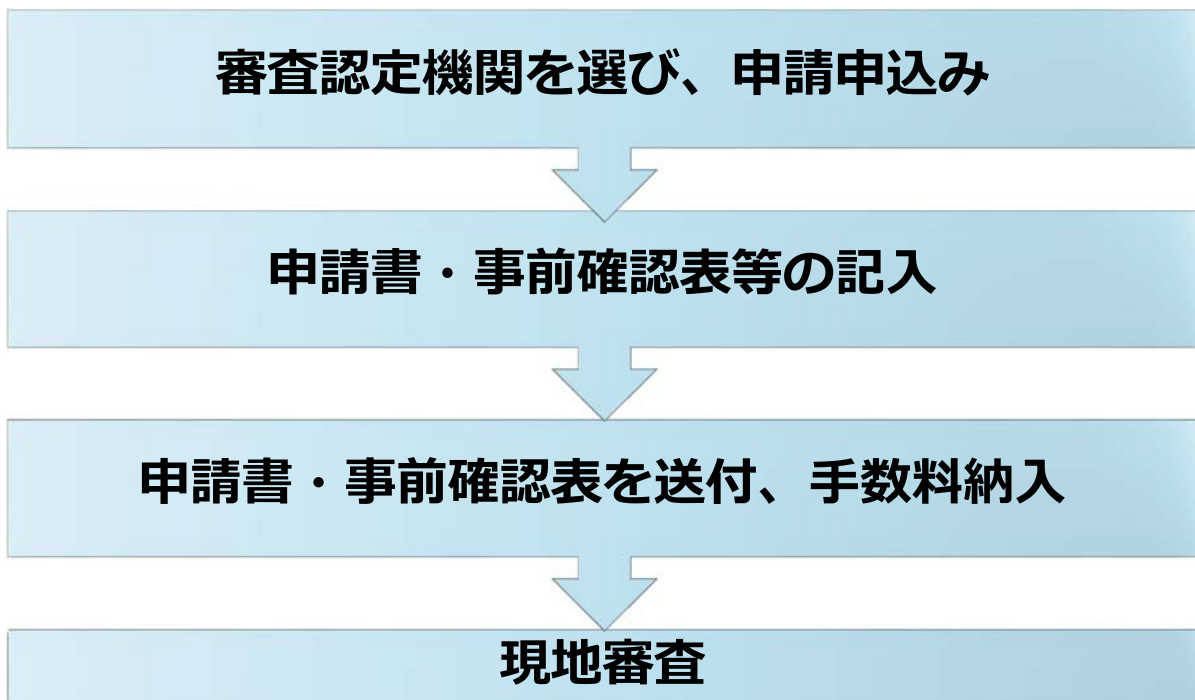 審査認定機関を選び、申請申込み
申請書・事前確認表等の記入
申請書・事前確認表を送付、手数料納入
現地審査